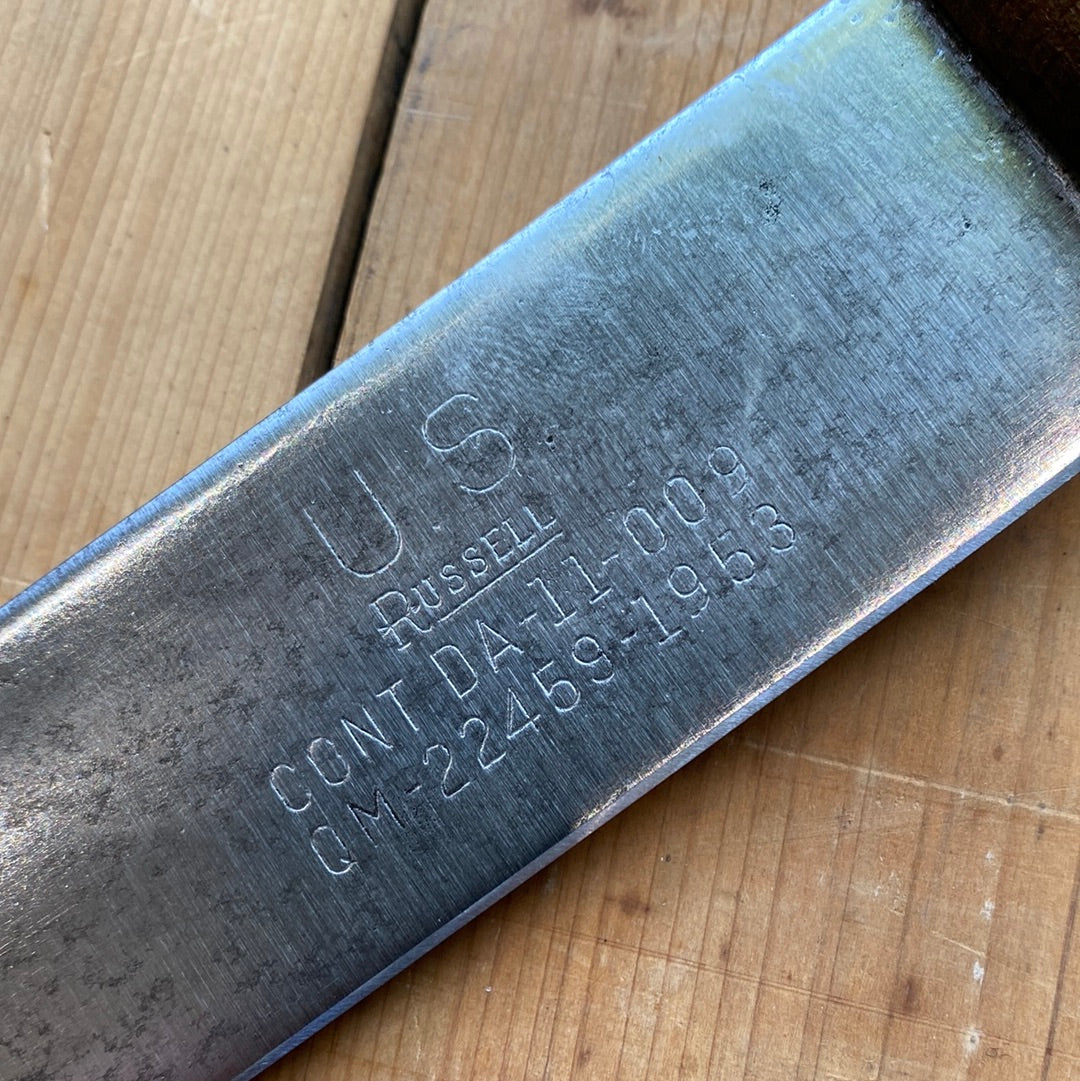 U S
RUSSELL
CONT DA-11-009
QM-22459-1953